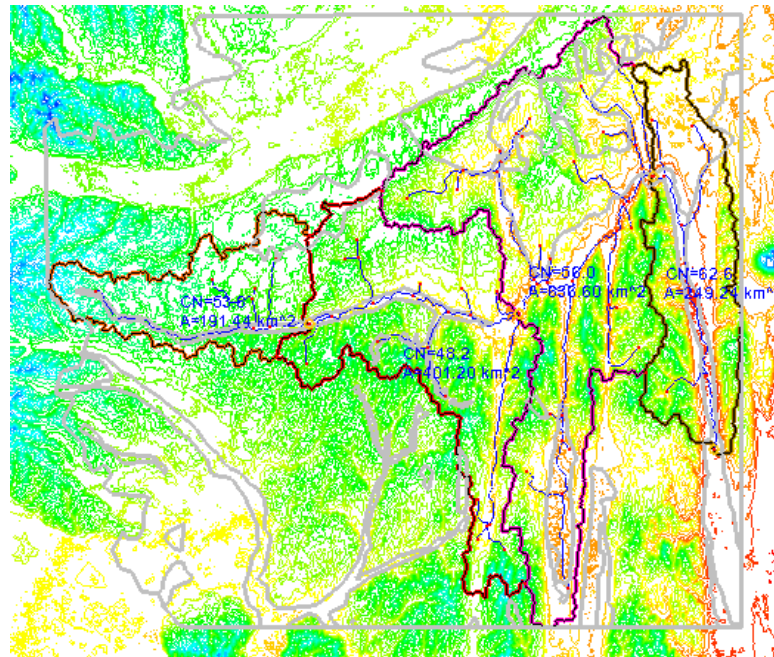 CN=56.0
A=836.60 km^2
CN=62.6
A=249.24 km^
CN=53.6
A=191.44 km^2
CN=48.2
A=401.20 km^2